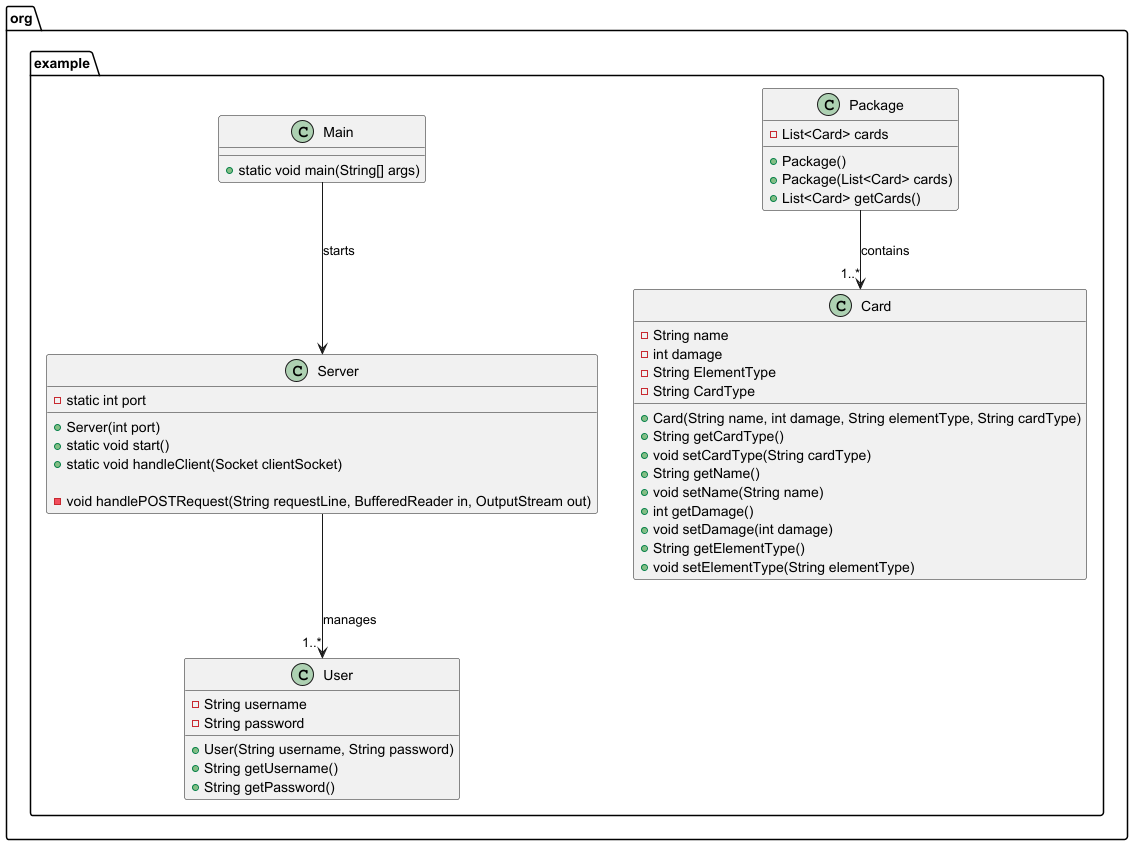 org
example
C Main
static void main(String[] args)
starts
C Server
static int port
Server(int port)
static void start()
static void handleClient(Socket clientSocket)
void handlePOSTRequest(String requestLine, BufferedReader in, OutputStream out)
manages
1..*
C User
String username
String password
User(String username, String password)
String getUsername()
String getPassword()
C Package
List<Card> cards
Package()
Package(List<Card> cards)
List<Card> getCards()
contains
1..*
C Card
String name
int damage
String ElementType
String CardType
Card(String name, int damage, String elementType, String cardType)
String getCardType()
void setCardType(String cardType)
String getName()
void setName(String name)
int getDamage()
void setDamage(int damage)
String getElementType()
void setElementType(String elementType)